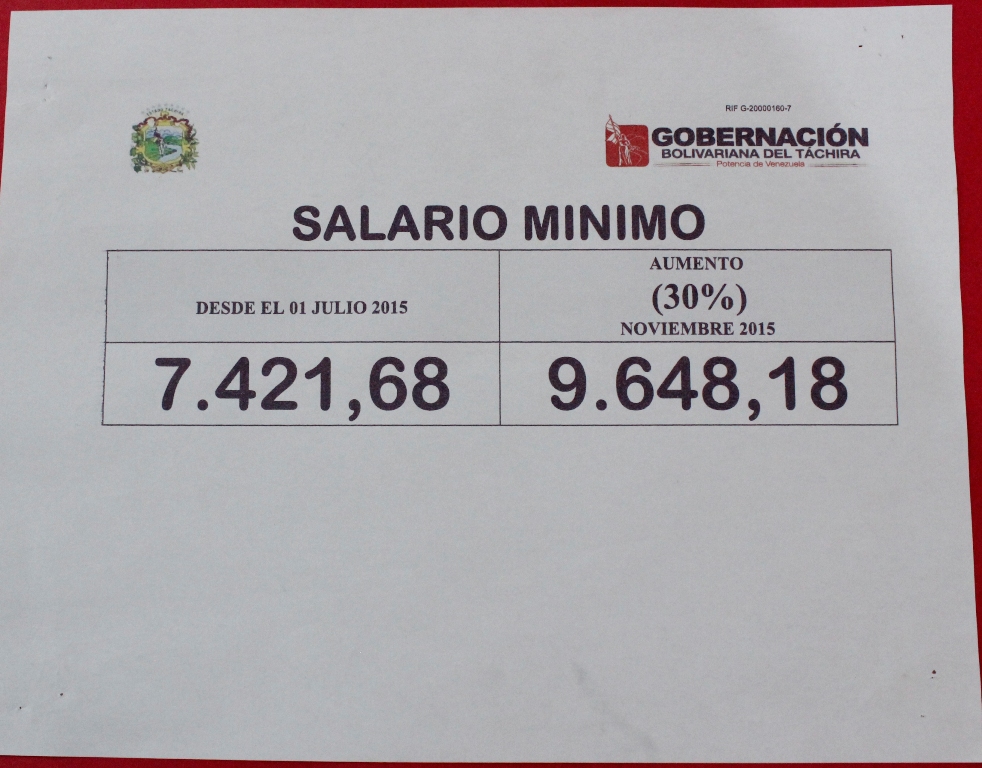 RIF G-20000160-7
GOBERNACIÓN
BOLIVARIANA DEL TÁCHIRA
Potencia de Venezuela
SALARIO MINIMO
DESDE EL 01 JULIO 2015
AUMENTO
(30%)
NOVIEMBRE 2015
7.421,68
9.648,18